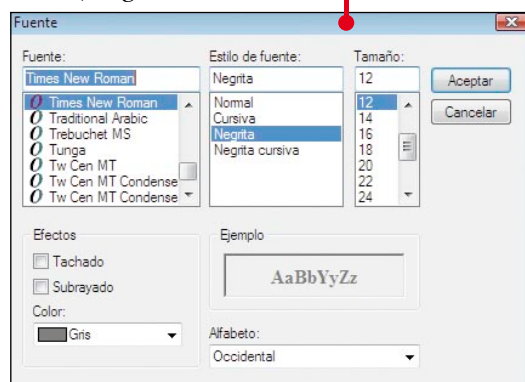 Fuente
Fuente:
Times New Roman
Times New Roman
Traditional Arabic
Trebuchet MS
Tunga
Tw Cen MT
Tw Cen MT Condense
Tw Cen MT Condense
Estilo de fuente:
Negrita
Normal
Cursiva
Negrita
Negrita cursiva
Tamaño:
12
12
14
16
18
20
22
24
Aceptar
Cancelar
Efectos
Tachado
Subrayado
Color:
Gris
Ejemplo
AaBbYyZz
Alfabeto:
Occidental